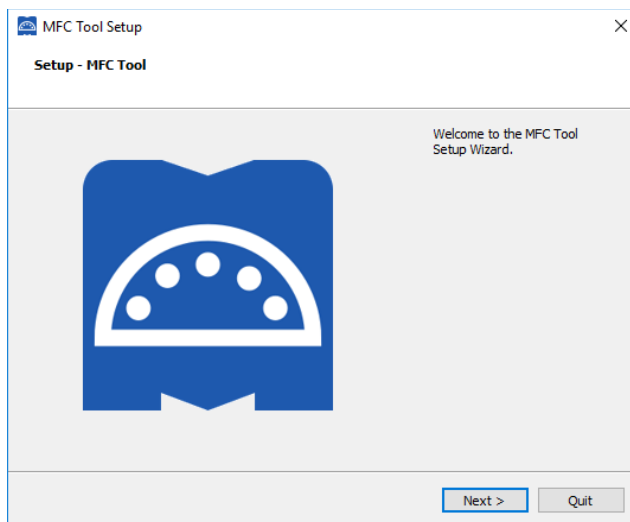 MFC Tool Setup
Setup - MFC Tool
Welcome to the MFC Tool
Setup Wizard.
Next >
Quit